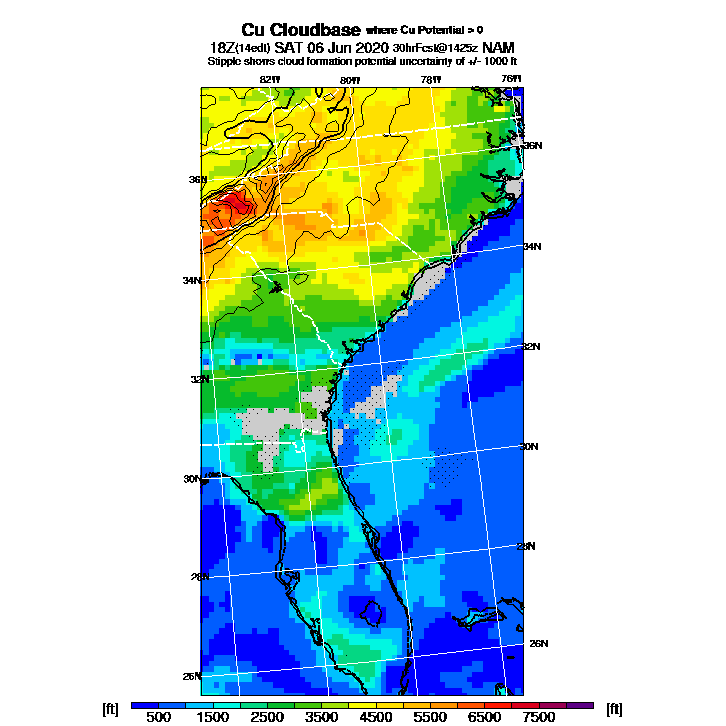 Cu Cloudbase where Cu Potential > 0
18Z(14edt) SAT 06 Jun 2020 30hrFcst@1425z NAM
Stipple shows cloud formation potential uncertainty of +/- 1000 ft
82W 80W 78W 76W
36N
36N
34N
34N
32N
32N
30N
30N
28N
28N
26N
26N
[ft] [ft]
500 1500 2500 3500 4500 5500 6500 7500